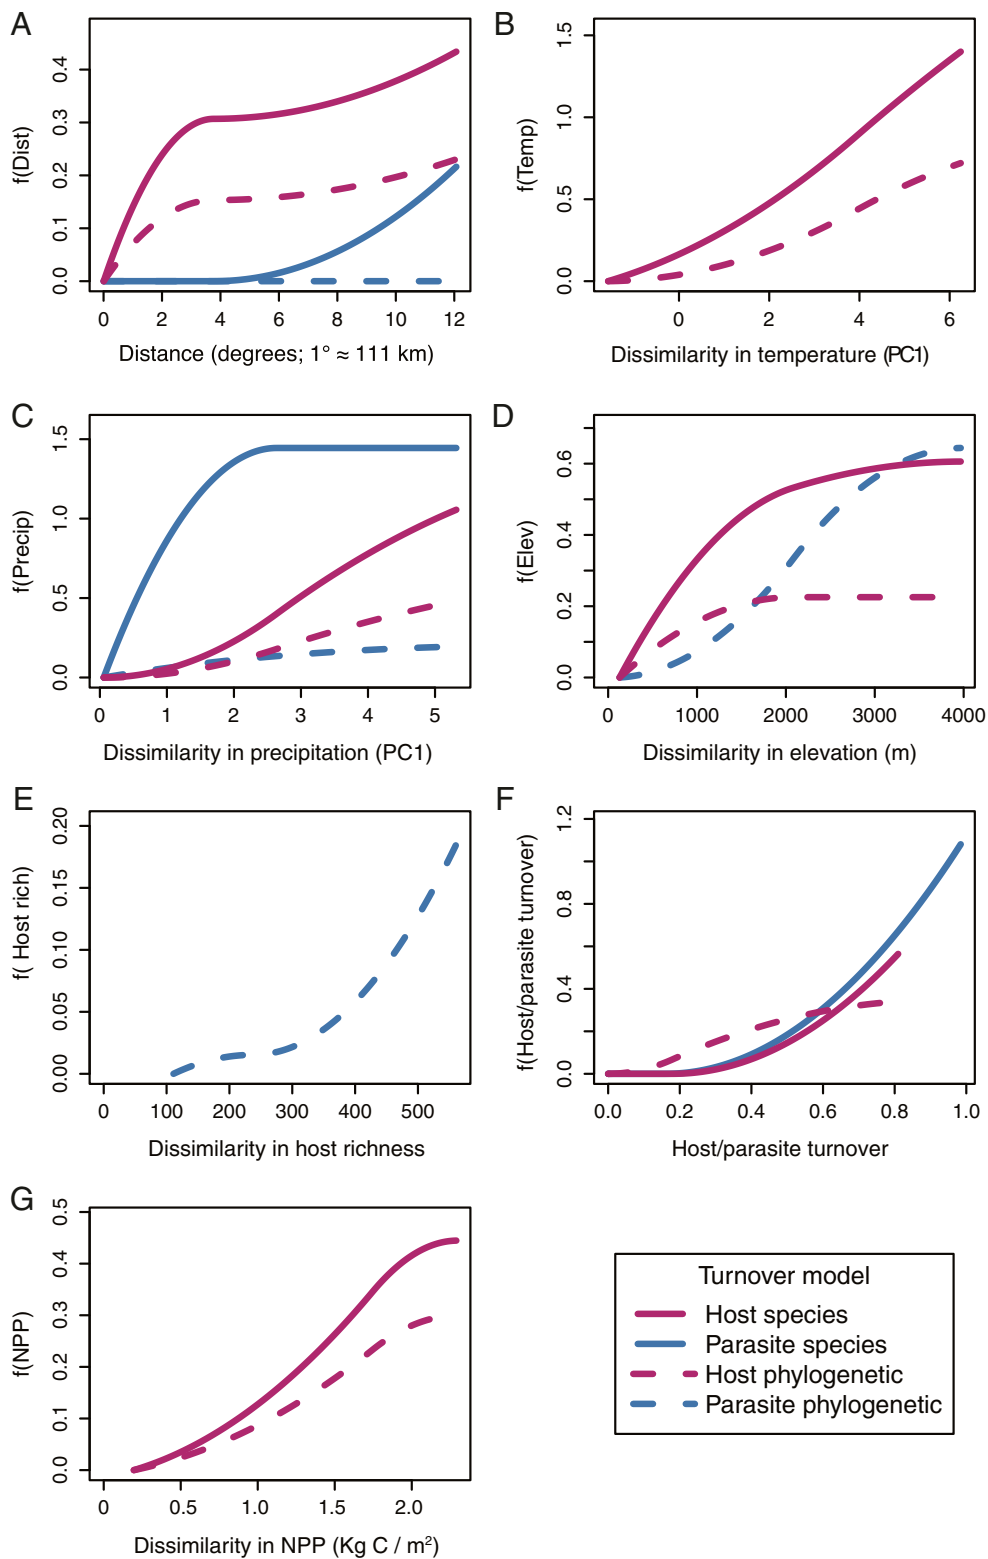 A
f(Dist)
0.0 0.1 0.2 0.3 0.4
0 2 4 6 8 10 12
Distance (degrees; 1° ≈ 111 km)
B
f(Temp)
0.0 0.5 1.0 1.5
0 2 4 6
Dissimilarity in temperature (PC1)
C
f(Precip)
0.0 0.5 1.0 1.5
0 1 2 3 4 5
Dissimilarity in precipitation (PC1)
D
f(Elev)
0.0 0.2 0.4 0.6
0 1000 2000 3000 4000
Dissimilarity in elevation (m)
E
f( Host rich)
0.00 0.05 0.10 0.15 0.20
0 100 200 300 400 500
Dissimilarity in host richness
F
f(Host/parasite turnover)
0.0 0.4 0.8 1.2
0.0 0.2 0.4 0.6 0.8 1.0
Host/parasite turnover
G
f(NPP)
0.0 0.1 0.2 0.3 0.4 0.5
0 0.5 1.0 1.5 2.0
Dissimilarity in NPP (Kg C / m²)
Turnover model
Host species
Parasite species
Host phylogenetic
Parasite phylogenetic